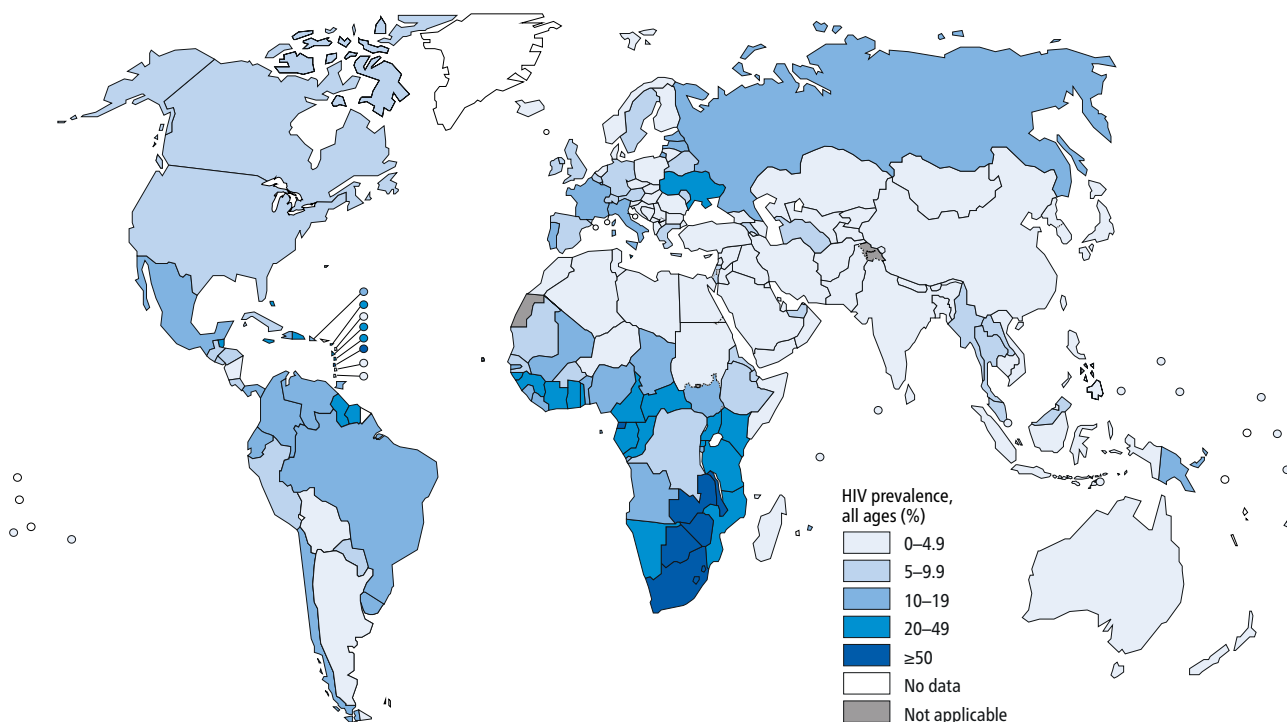 HIV prevalence,
all ages (%)
0–4.9
5–9.9
10–19
20–49
≥50
No data
Not applicable